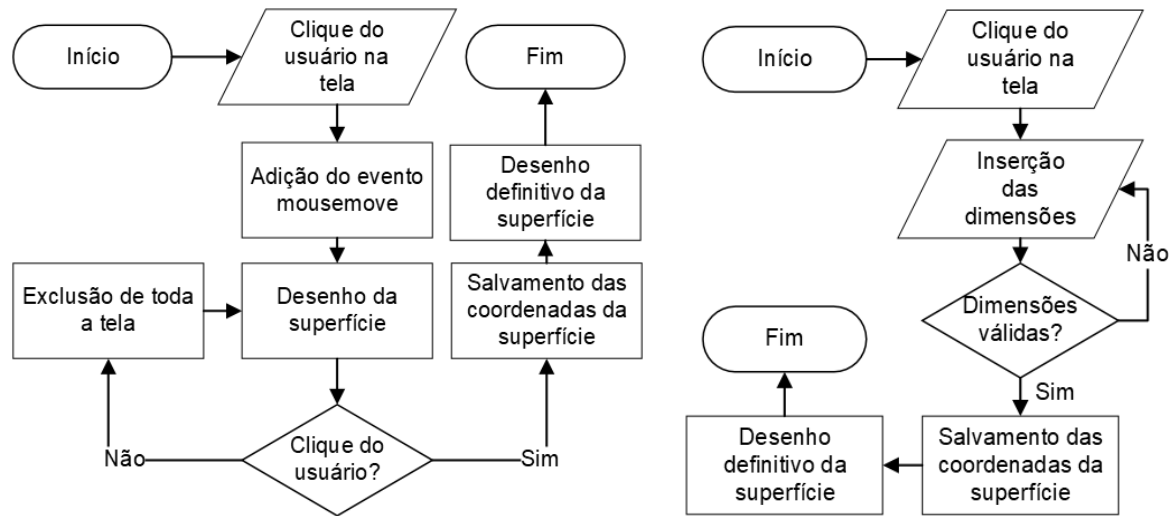 Início
Clique do
usuário na
tela
Fim
Adição do evento
mousemove
Desenho
definitivo da
superfície
Exclusão de toda
a tela
Desenho da
superfície
Salvamento das
coordenadas da
superfície
Não
Clique do
usuário?
Sim
Início
Clique do
usuário na
tela
Inserção
das
dimensões
Não
Dimensões
válidas?
Fim
Sim
Desenho
definitivo da
superfície
Salvamento das
coordenadas da
superfície